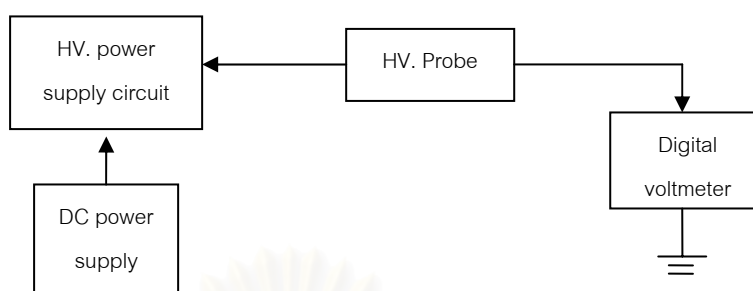 HV. power
supply circuit
HV. Probe
Digital
voltmeter
DC power
supply